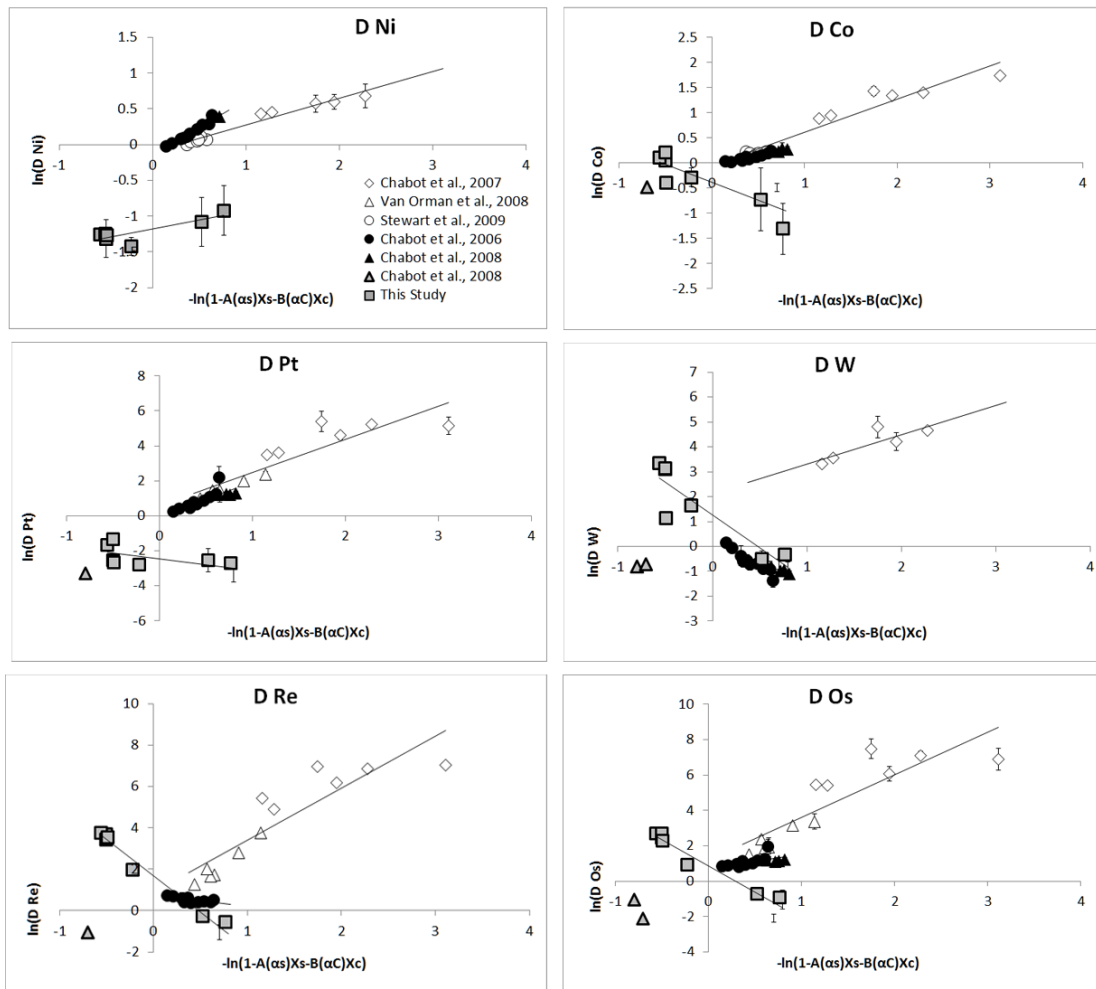 D Ni
1.5
1
0.5
0
-0.5
-1
-1.5
-2
-1 0 1 2 3 4
ln(D Ni)
-ln(1-A(αs)Xs-B(αC)Xc)
Chabot et al., 2007
Van Orman et al., 2008
Stewart et al., 2009
Chabot et al., 2006
Chabot et al., 2008
Chabot et al., 2008
This Study
D Co
2.5
2
1.5
1
0.5
0
-0.5
-1
-1.5
-2
-2.5
-1 0 1 2 3 4
ln(D Co)
-ln(1-A(αs)Xs-B(αC)Xc)
D Pt
8
6
4
2
0
-2
-4
-6
-1 0 1 2 3 4
ln(D Pt)
-ln(1-A(αs)Xs-B(αC)Xc)
D W
7
6
5
4
3
2
1
0
-1
-2
-3
-1 0 1 2 3 4
ln(D W)
-ln(1-A(αs)Xs-B(αC)Xc)
D Re
10
8
6
4
2
0
-2
-1 0 1 2 3 4
ln(D Re)
-ln(1-A(αs)Xs-B(αC)Xc)
D Os
10
8
6
4
2
0
-2
-4
-1 0 1 2 3 4
ln(D Os)
-ln(1-A(αs)Xs-B(αC)Xc)